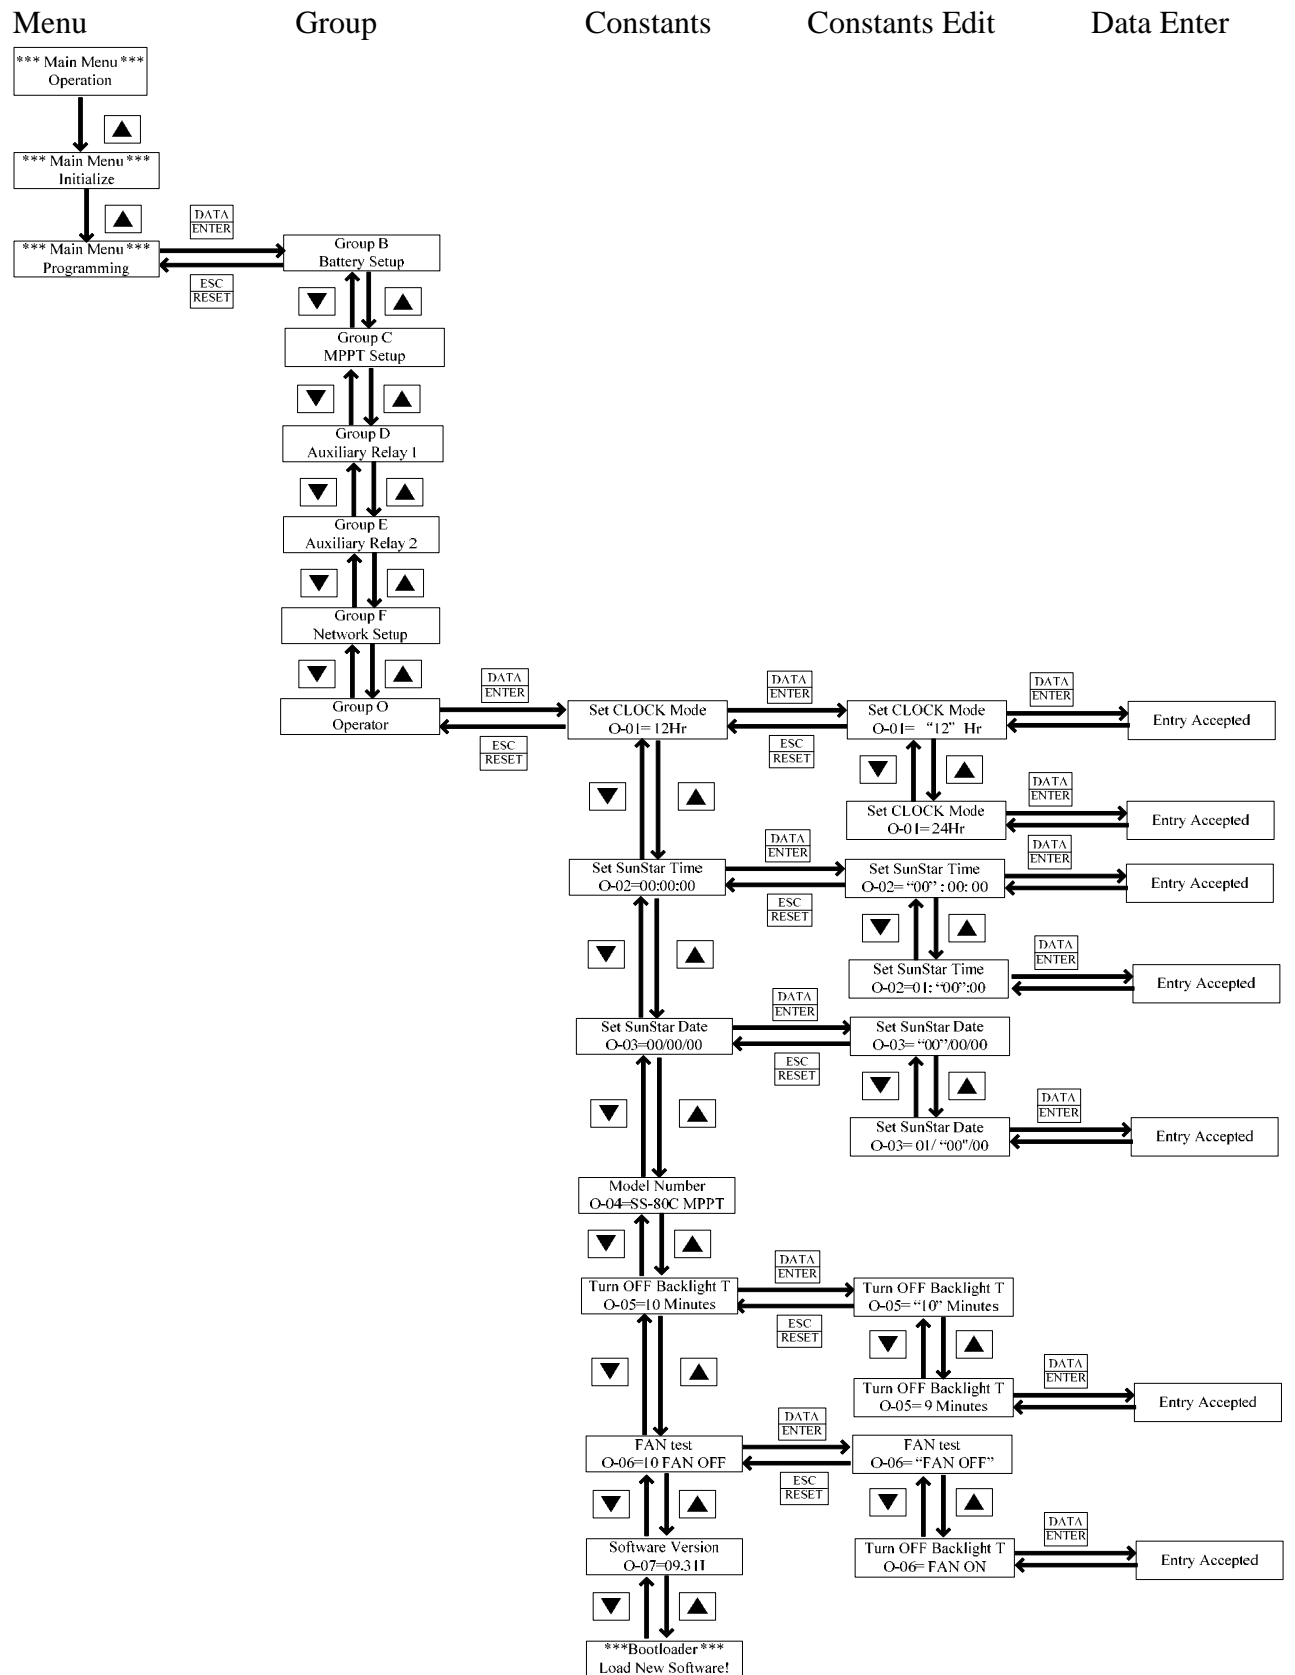 Menu Group Constants Constants Edit Data Enter
*** Main Menu ***
Operation
*** Main Menu ***
Initialize
*** Main Menu ***
Programming
DATA
ENTER
ESC
RESET
Group B
Battery Setup
Group C
MPPT Setup
Group D
Auxiliary Relay 1
Group E
Auxiliary Relay 2
Group F
Network Setup
Group O
Operator
DATA
ENTER
ESC
RESET
Set CLOCK Mode
O-01=12Hr
DATA
ENTER
ESC
RESET
Set CLOCK Mode
O-01= “12” Hr
DATA
ENTER
Entry Accepted
Set CLOCK Mode
O-01=24Hr
DATA
ENTER
Entry Accepted
Set SunStar Time
O-02=00:00:00
DATA
ENTER
ESC
RESET
Set SunStar Time
O-02= “00” : 00: 00
DATA
ENTER
Entry Accepted
Set SunStar Time
O-02=01: “00”:00
DATA
ENTER
Entry Accepted
Set SunStar Date
O-03=00/00/00
DATA
ENTER
ESC
RESET
Set SunStar Date
O-03= “00”/00/00
Set SunStar Date
O-03= 01/ “00”/00
DATA
ENTER
Entry Accepted
Model Number
O-04=SS-80C MPPT
Turn OFF Backlight T
O-05=10 Minutes
DATA
ENTER
ESC
RESET
Turn OFF Backlight T
O-05= “10” Minutes
Turn OFF Backlight T
O-05= 9 Minutes
DATA
ENTER
Entry Accepted
FAN test
O-06=10 FAN OFF
DATA
ENTER
ESC
RESET
FAN test
O-06= “FAN OFF”
Turn OFF Backlight T
O-06= FAN ON
DATA
ENTER
Entry Accepted
Software Version
***Bootloader ***
Load New Software!